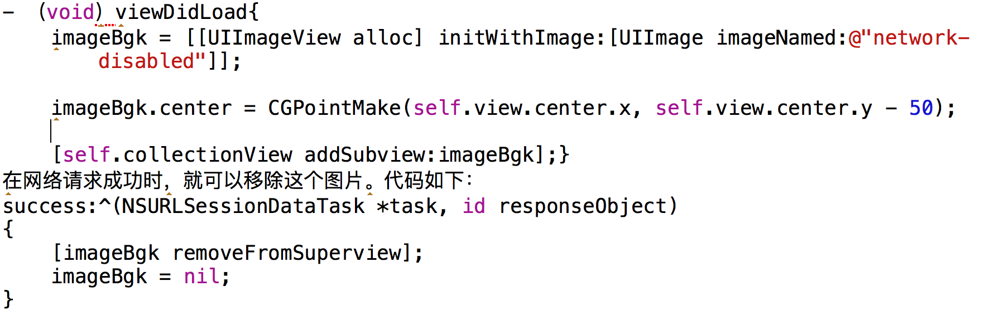 - （void）viewDidLoad{
imageBgk = [[UIImageView alloc] initWithImage:[UIImage imageNamed:@"network-
disabled"]];
imageBgk.center = CGPointMake(self.view.center.x, self.view.center.y - 50);
[self.collectionView addSubview:imageBgk];}
在网络请求成功时，就可以移除这个图片。代码如下：
success:^(NSURLSessionDataTask *task, id responseObject)
{
[imageBgk removeFromSuperview];
imageBgk = nil;
}